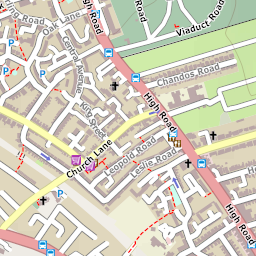 Oak Lane
High Road
Viaduct Road
Central Avenue
Chandos Road
King Street
High Road
Church Lane
Leopold Road
Leslie Road
High Road